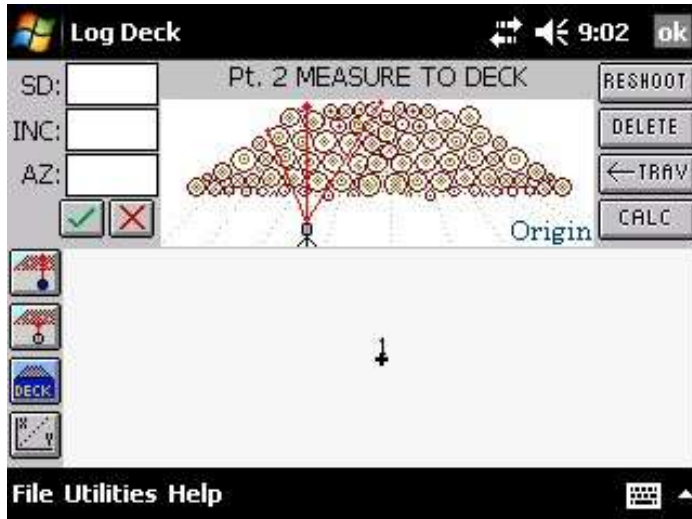 Log Deck 9:02 ok
SD: Pt. 2 MEASURE TO DECK RESHOOT
INC: DELETE
AZ: ←TRAV
Origin CALC
1
DECK
X Y
File Utilities Help